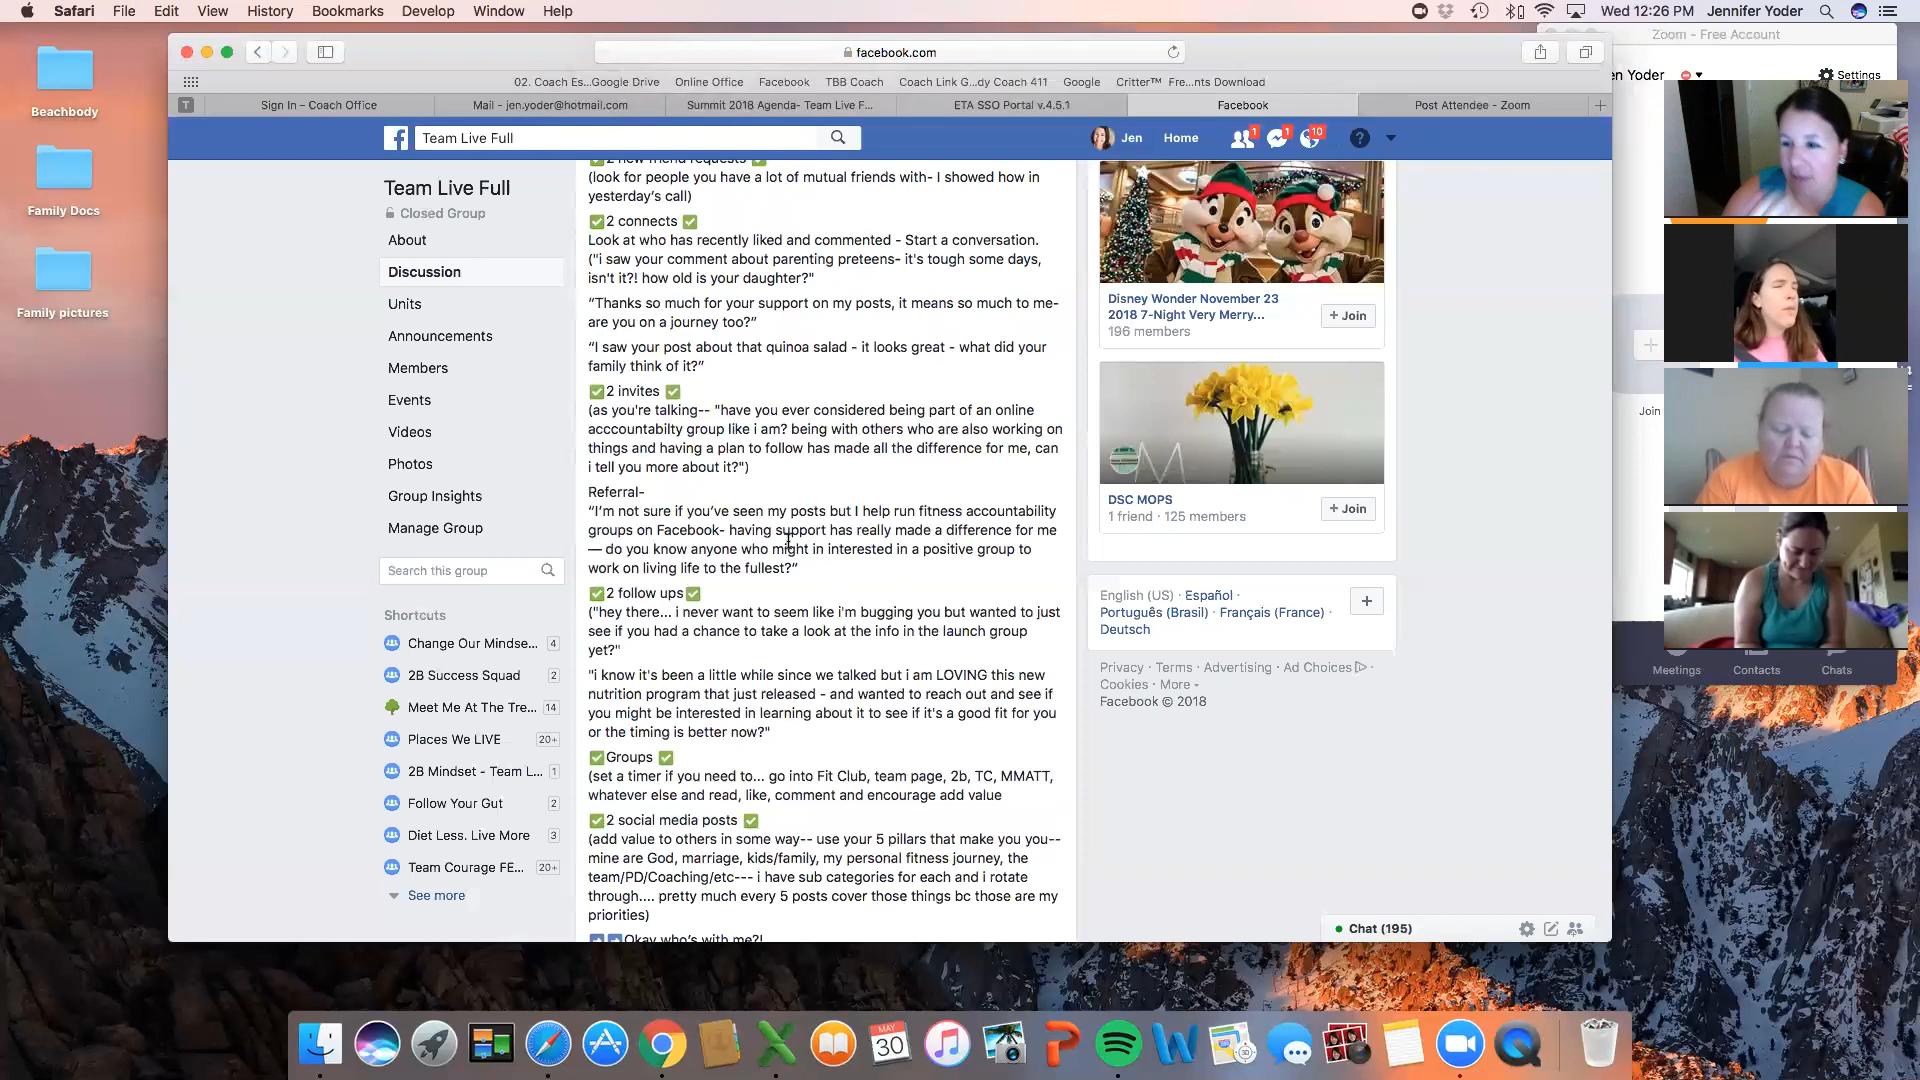 Safari File Edit View History Bookmarks Develop Window Help
Wed 12:26 PM Jennifer Yoder
Beachbody
Family Docs
Family pictures
facebook.com
02. Coach Es...Google Drive Online Office Facebook TBB Coach Coach Link G...dy Coach 411 Google Critter™ Fre...nts Download
T Sign In – Coach Office Mail - jen.yoder@hotmail.com Summit 2018 Agenda- Team Live F... ETA SSO Portal v.4.5.1 Facebook Post Attendee - Zoom
Team Live Full
Jen Home 1 1 10 ?
Team Live Full
Closed Group
About
Discussion
Units
Announcements
Members
Events
Videos
Photos
Group Insights
Manage Group
Search this group
Shortcuts
Change Our Mindse... 4
2B Success Squad 2
Meet Me At The Tre... 14
Places We LIVE 20+
2B Mindset - Team L... 1
Follow Your Gut 2
Diet Less. Live More 3
Team Courage FE... 20+
See more
✅2 new friend requests ✅
(look for people you have a lot of mutual friends with- I showed how in
yesterday's call)
✅2 connects ✅
Look at who has recently liked and commented - Start a conversation.
("i saw your comment about parenting preteens- it's tough some days,
isn't it?! how old is your daughter?"
“Thanks so much for your support on my posts, it means so much to me-
are you on a journey too?”
“I saw your post about that quinoa salad - it looks great - what did your
family think of it?”
✅2 invites ✅
(as you're talking-- "have you ever considered being part of an online
acccountabilty group like i am? being with others who are also working on
things and having a plan to follow has made all the difference for me, can
i tell you more about it?")
Referral-
“I'm not sure if you've seen my posts but I help run fitness accountability
groups on Facebook- having support has really made a difference for me
— do you know anyone who might in interested in a positive group to
work on living life to the fullest?”
✅2 follow ups✅
("hey there... i never want to seem like i'm bugging you but wanted to just
see if you had a chance to take a look at the info in the launch group
yet?"
"i know it's been a little while since we talked but i am LOVING this new
nutrition program that just released - and wanted to reach out and see if
you might be interested in learning about it to see if it's a good fit for you
or the timing is better now?"
✅Groups ✅
(set a timer if you need to... go into Fit Club, team page, 2b, TC, MMATT,
whatever else and read, like, comment and encourage add value
✅2 social media posts ✅
(add value to others in some way-- use your 5 pillars that make you you--
mine are God, marriage, kids/family, my personal fitness journey, the
team/PD/Coaching/etc--- i have sub categories for each and i rotate
through.... pretty much every 5 posts cover those things bc those are my
priorities)
Okay who's with me?!
Disney Wonder November 23
2018 7-Night Very Merry...
196 members
+ Join
DSC MOPS
1 friend · 125 members
+ Join
English (US) · Español ·
Português (Brasil) · Français (France) ·
Deutsch
Privacy · Terms · Advertising · Ad Choices ·
Cookies · More
Facebook © 2018
Chat (195)
Zoom - Free Account
en Yoder Settings
Join
Meetings Contacts Chats
MAY
30